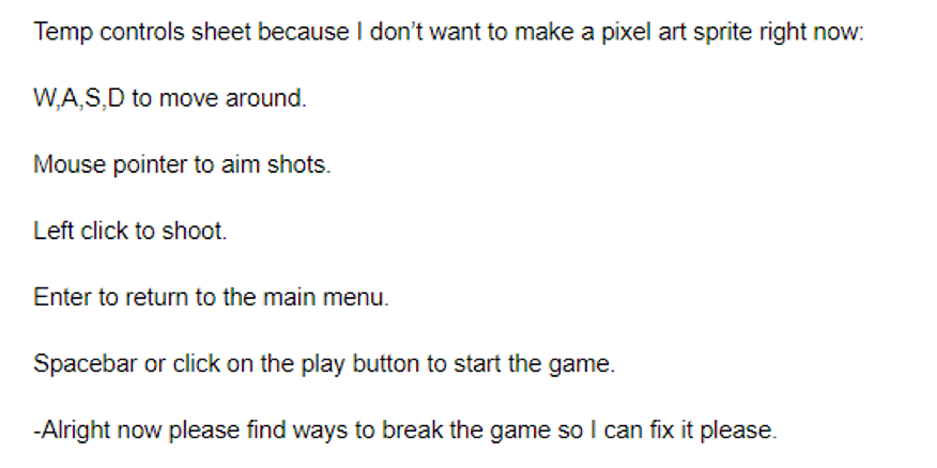 Temp controls sheet because I don’t want to make a pixel art sprite right now:
W,A,S,D to move around.
Mouse pointer to aim shots.
Left click to shoot.
Enter to return to the main menu.
Spacebar or click on the play button to start the game.
-Alright now please find ways to break the game so I can fix it please.